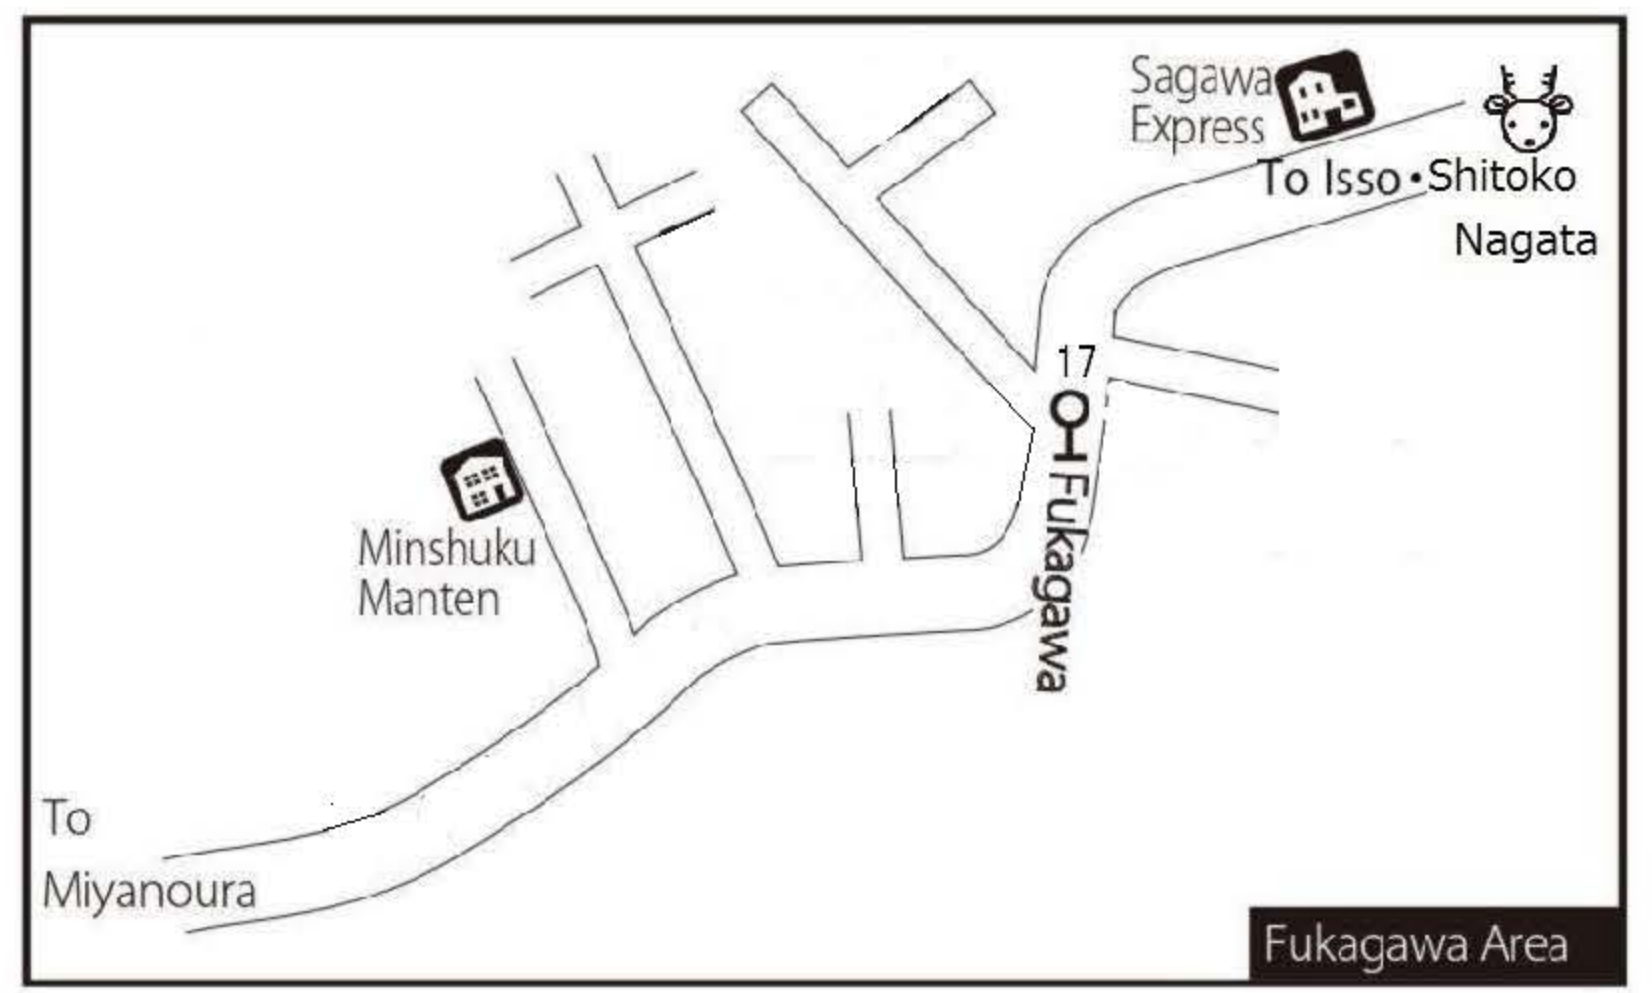 Sagawa
Express
To Isso・Shitoko
Nagata
17
Fukagawa
Minshuku
Manten
To
Miyanoura
Fukagawa Area